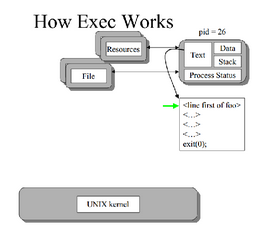 How Exec Works
pid = 26
Resources
Text
Data
Stack
File
Process Status
<line first of foo>
<...>
<...>
<...>
exit(0);
UNIX kernel